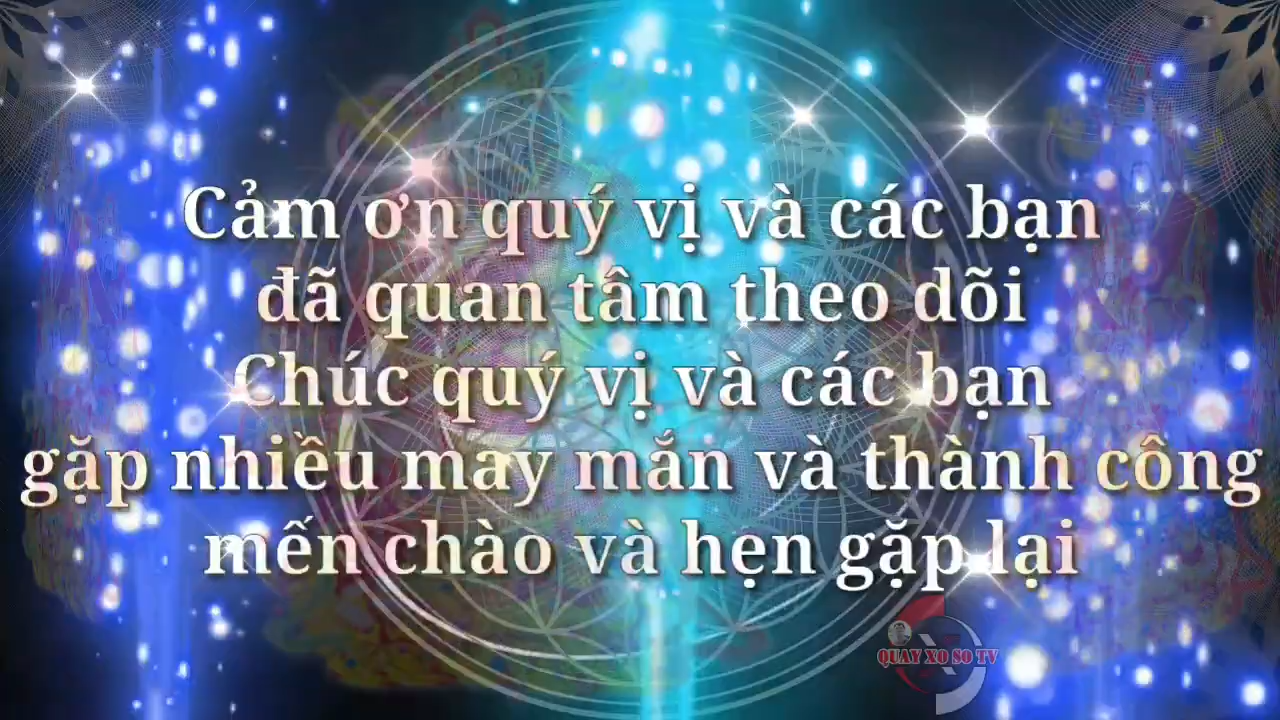 Cảm ơn quý vị và các bạn
đã quan tâm theo dõi
Chúc quý vị và các bạn
gặp nhiều may mắn và thành công
mến chào và hẹn gặp lại
QUAY XO SO TV